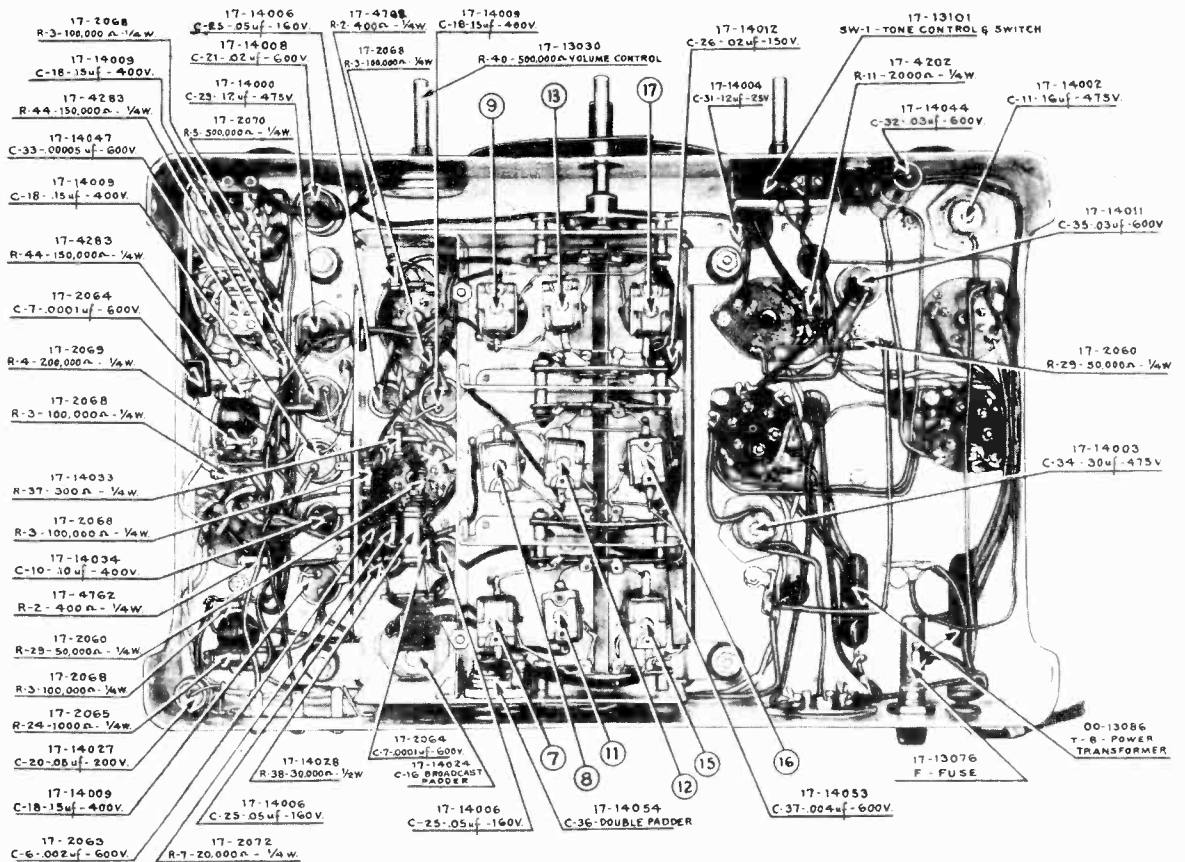 17-2068
R-3-100,000Ω-1/4W
17-14009
C-18-.15uf-400V.
17-4283
R-44-150,000Ω-1/4W.
17-14047
C-33-.00005uf-600V.
17-14009
C-18-.15uf-400V.
17-4283
R-44-150,000Ω-1/4W.
17-2064
C-7-.0001uf-600V.
17-2069
R-4-200,000Ω-1/4W.
17-2068
R-3-100,000Ω-1/4W.
17-14033
R-37-300Ω-1/4W.
17-2068
R-3-100,000Ω-1/4W.
17-14034
C-10-.10uf-400V.
17-4762
R-2-400Ω-1/4W.
17-2060
R-29-50,000Ω-1/4W.
17-2068
R-3-100,000Ω-1/4W.
17-2065
R-24-1000Ω-1/4W.
17-14027
C-20-.05uf-200V.
17-14009
C-18-.15uf-400V.
17-2063
C-6-.002uf-600V.
17-14006
C-25-.05uf-160V.
17-14008
C-21-.02uf-600V.
17-14000
C-29-12uf-475V
17-2070
R-5-500,000Ω-1/4W.
17-4762
R-2-400Ω-1/4W.
17-2068
R-3-100,000Ω-1/4W
17-14009
C-18-.15uf-400V.
17-13030
R-40-500,000Ω VOLUME CONTROL
9
13
17
17-14012
C-26-.02uf-150V.
17-14004
C-31-12uf-25V
17-13101
SW-1-TONE CONTROL & SWITCH
17-4202
R-11-2000Ω-1/4W.
17-14044
C-32-.03uf-600V.
17-14002
C-11-16uf-475V.
17-14011
C-35-.03uf-600V
17-2060
R-29-50,000Ω-1/4W.
17-14003
C-34-30uf-475V
00-13086
T-8-POWER
TRANSFORMER
17-13076
F-FUSE
17-14053
C-37-.004uf-600V.
16
15
12
11
8
7
17-14054
C-36-DOUBLE PADDER
17-14006
C-25-.05uf-160V.
17-2064
C-7-.0001uf-600V.
17-14024
C-16 BROADCAST
PADDER
17-14028
R-38-30,000Ω-1/2W
17-14006
C-25-.05uf-160V.
17-2072
R-7-20,000Ω-1/4W.